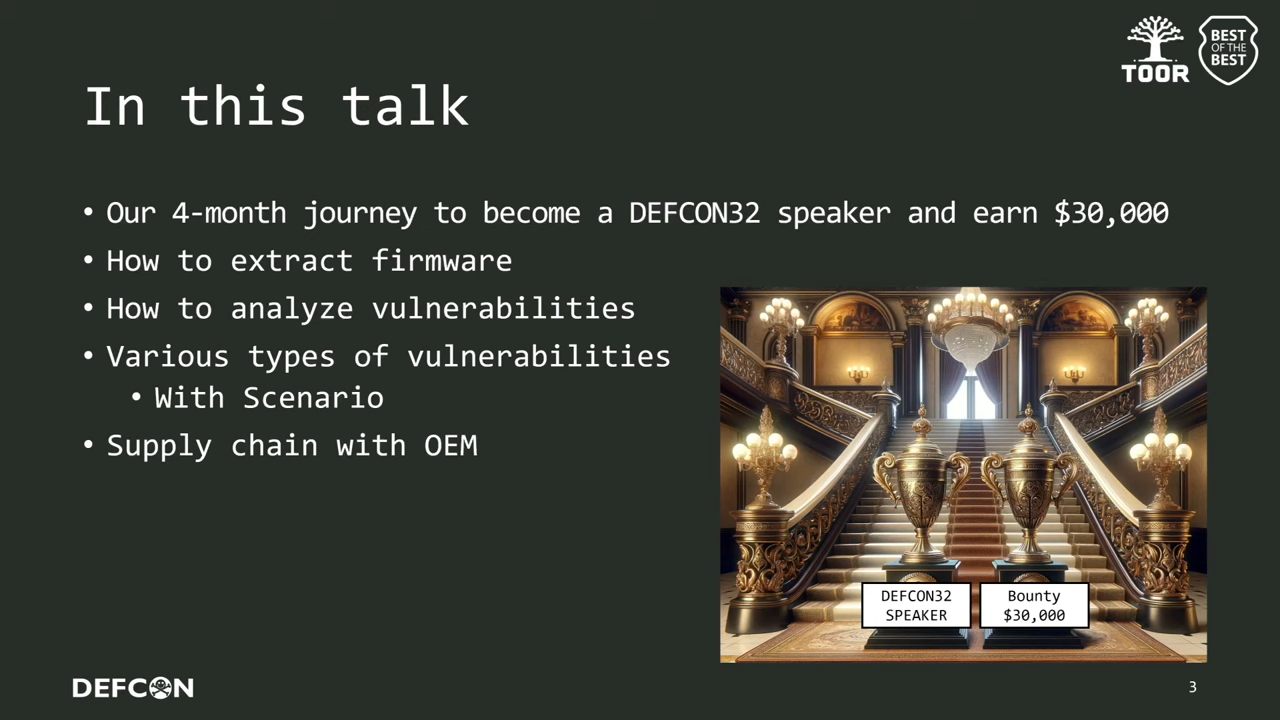 TOOR
BEST
OF THE
BEST
In this talk
• Our 4-month journey to become a DEFCON32 speaker and earn $30,000
• How to extract firmware
• How to analyze vulnerabilities
• Various types of vulnerabilities
• With Scenario
• Supply chain with OEM
DEFCON32
SPEAKER
Bounty
$30,000
DEFCON
3